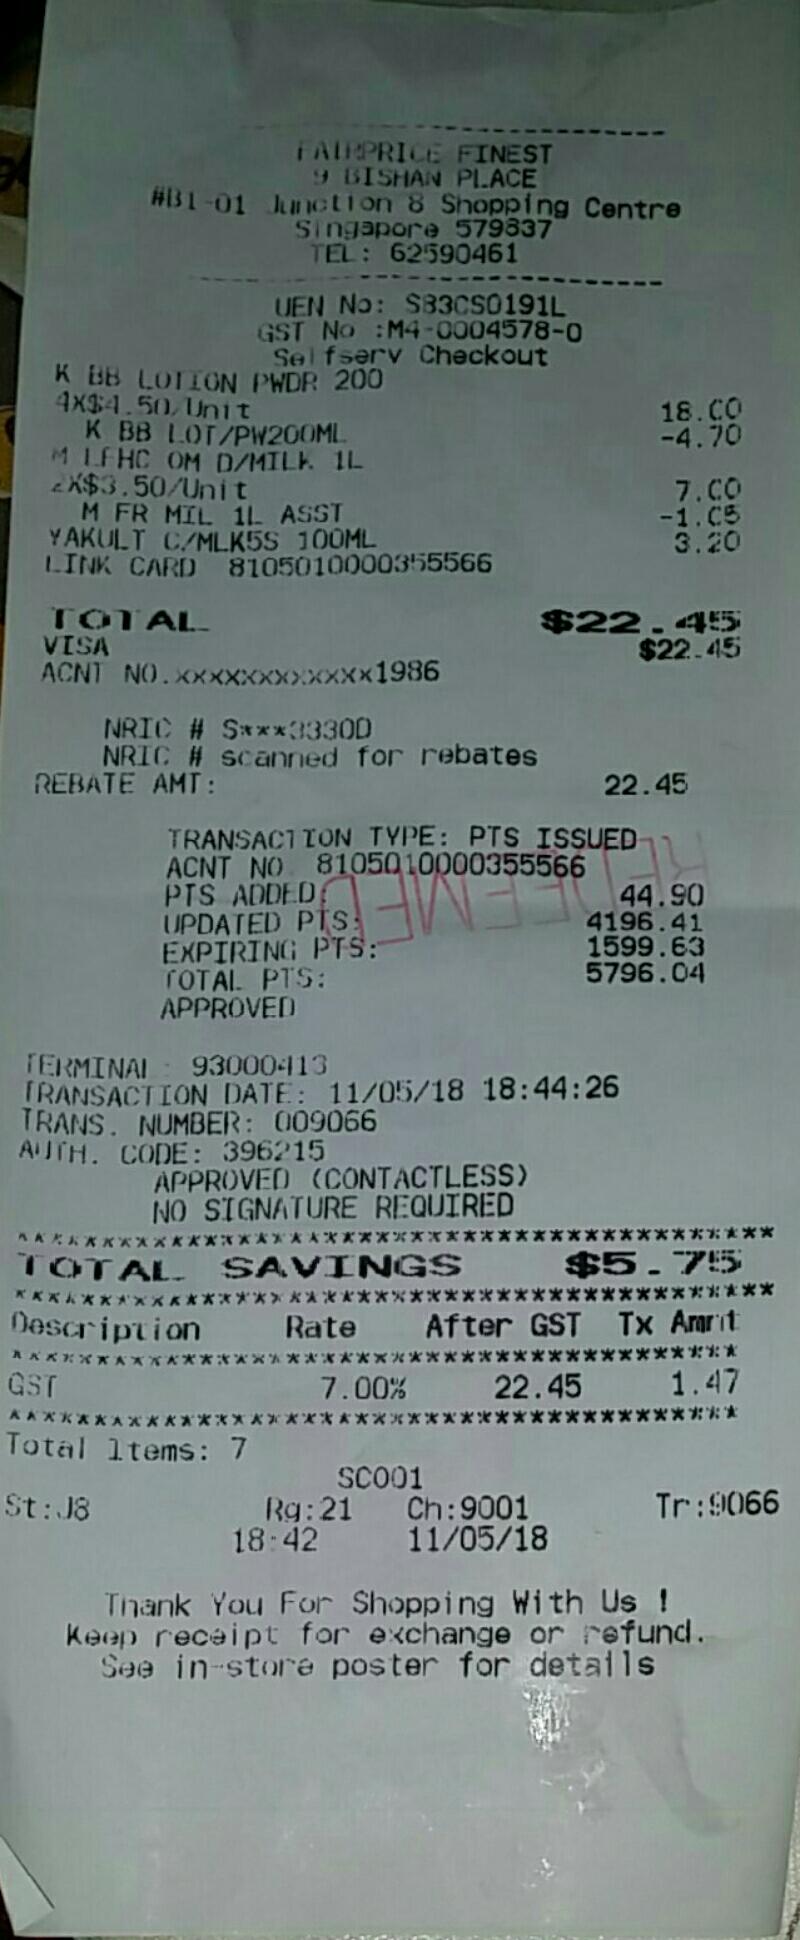 FAIRPRICE FINEST
9 BISHAN PLACE
#B1-01 Junction 8 Shopping Centre
Singapore 579837
TEL: 62590461
UEN No: S83CS0191L
GST No :M4-0004578-0
Selfserv Checkout
K BB LOTION PWDR 200
4X$4.50/Unit 18.00
K BB LOT/PW200ML -4.70
M LFHC OM D/MILK 1L
2X$3.50/Unit 7.00
M FR MIL 1L ASST -1.05
YAKULT C/MLK5S 100ML 3.20
LINK CARD 8105010000355566
TOTAL $22.45
VISA $22.45
ACNT NO.xxxxxxxxxxxx1986
NRIC # S***3330D
NRIC # scanned for rebates
REBATE AMT: 22.45
TRANSACTION TYPE: PTS ISSUED
ACNT NO 8105010000355566
REDEEMED
PTS ADDED: 44.90
UPDATED PTS: 4196.41
EXPIRING PTS: 1599.63
TOTAL PTS: 5796.04
APPROVED
TERMINAL: 93000413
TRANSACTION DATE: 11/05/18 18:44:26
TRANS. NUMBER: 009066
AUTH. CODE: 396215
APPROVED (CONTACTLESS)
NO SIGNATURE REQUIRED
TOTAL SAVINGS $5.75
Description Rate After GST Tx Amnt
GST 7.00% 22.45 1.47
Total Items: 7
SC001
St:J8 Rg:21 Ch:9001 Tr:9066
18:42 11/05/18
Thank You For Shopping With Us !
Keep receipt for exchange or refund.
See in-store poster for details